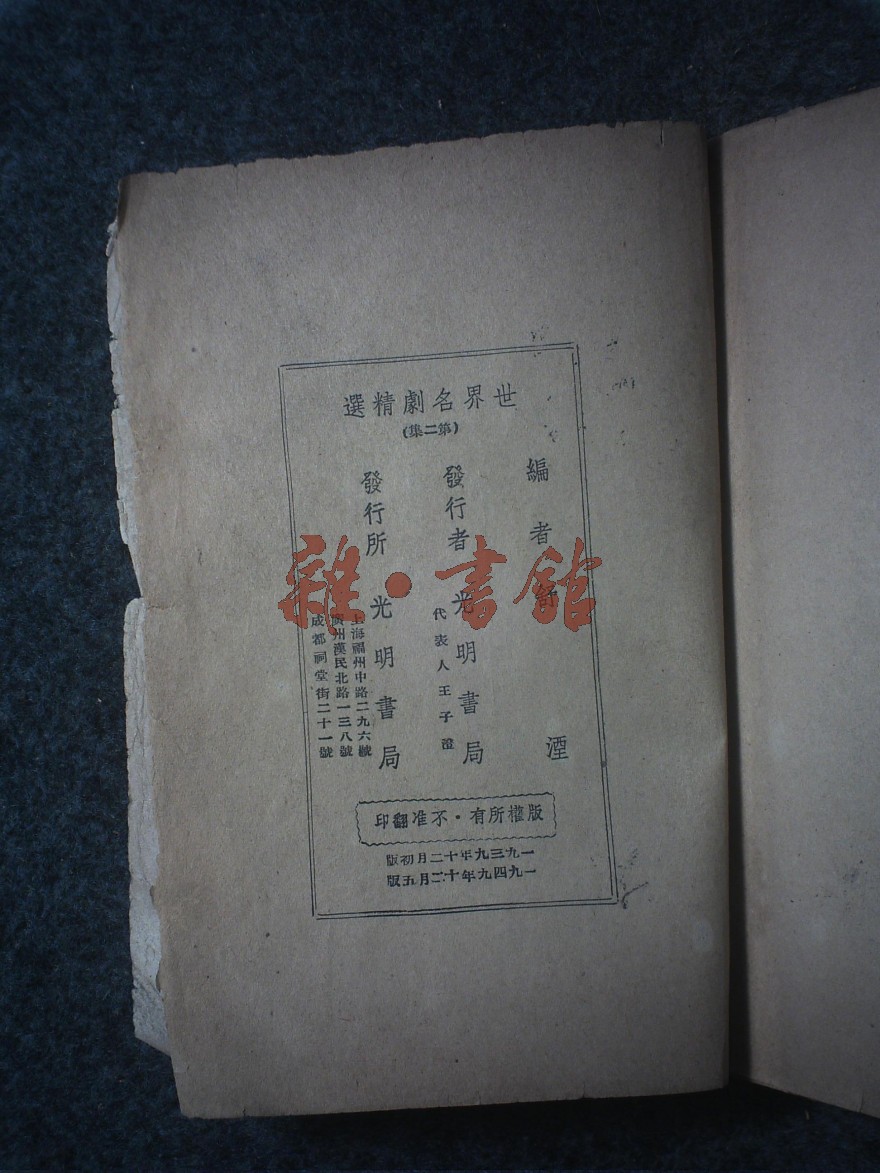 世界名劇精選
(第二集)
編者 舒湮
發行者 光明書局
代表人王子澄
發行所 光明書局
上海福州中路二九六號
廣州漢民北路一三八號
成都祠堂街二十一號
版權所有・不准翻印
一九三九年十二月初版
一九四九年十二月五版
雜・書館